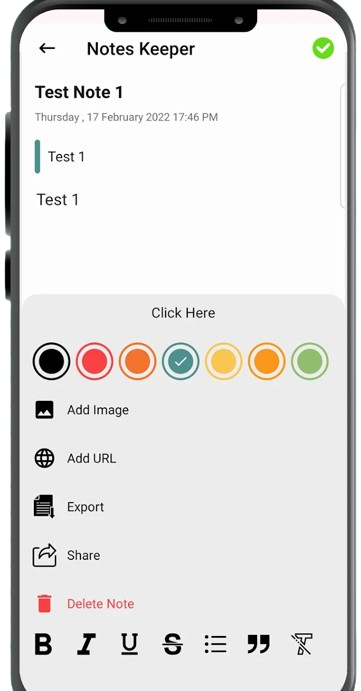 Notes Keeper
Test Note 1
Thursday , 17 February 2022 17:46 PM
Test 1
Test 1
Click Here
Add Image
Add URL
Export
Share
Delete Note
B I U S